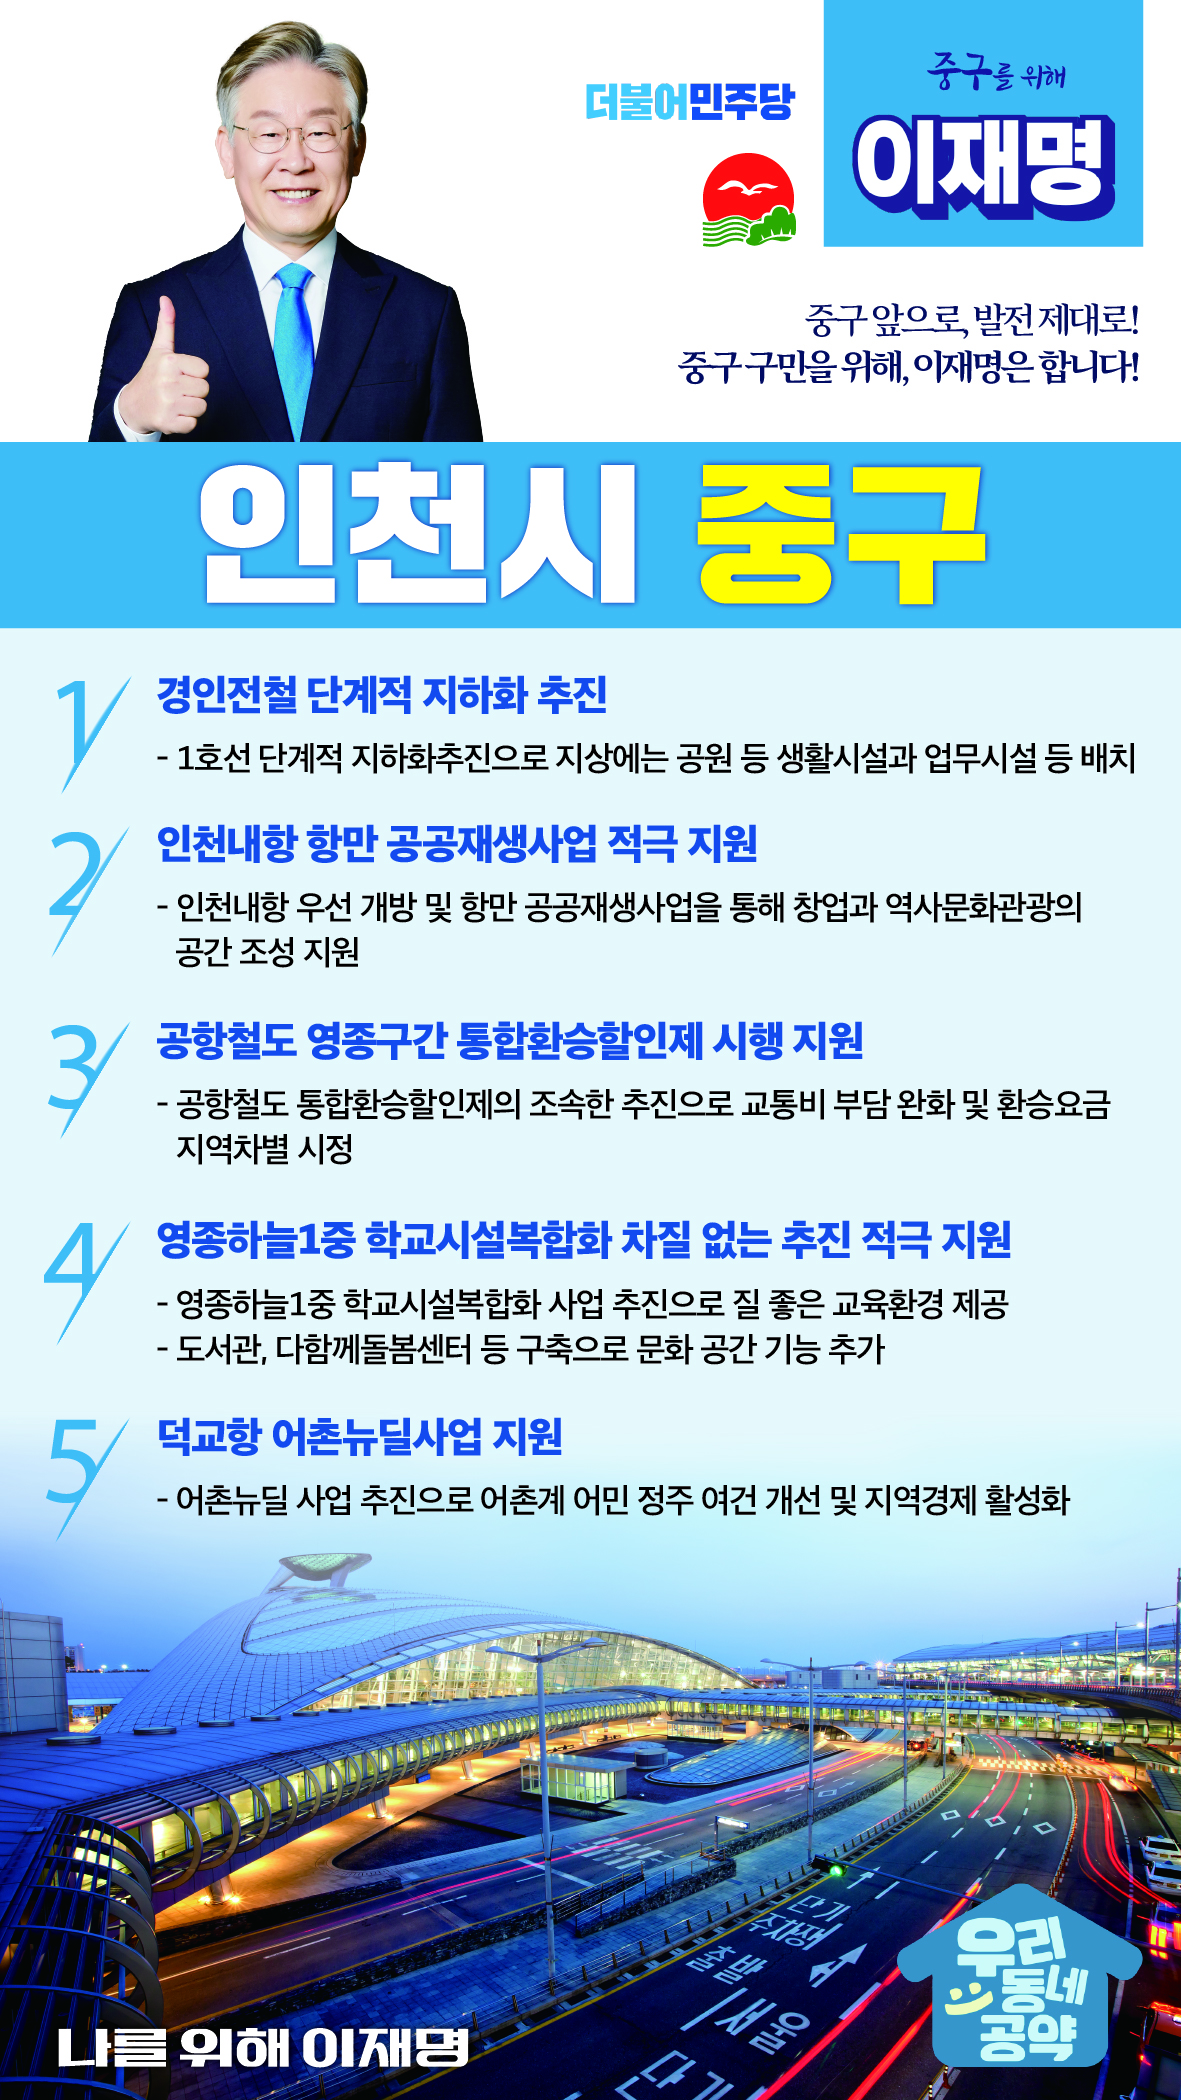 더불어민주당
중구를 위해
이재명
중구 앞으로, 발전 제대로!
중구 구민을 위해, 이재명은 합니다!
인천시 중구
1
경인전철 단계적 지하화 추진
- 1호선 단계적 지하화추진으로 지상에는 공원 등 생활시설과 업무시설 등 배치
2
인천내항 항만 공공재생사업 적극 지원
- 인천내항 우선 개방 및 항만 공공재생사업을 통해 창업과 역사문화관광의
공간 조성 지원
3
공항철도 영종구간 통합환승할인제 시행 지원
- 공항철도 통합환승할인제의 조속한 추진으로 교통비 부담 완화 및 환승요금
지역차별 시정
4
영종하늘1중 학교시설복합화 차질 없는 추진 적극 지원
- 영종하늘1중 학교시설복합화 사업 추진으로 질 좋은 교육환경 제공
- 도서관, 다함께돌봄센터 등 구축으로 문화 공간 기능 추가
5
덕교항 어촌뉴딜사업 지원
- 어촌뉴딜 사업 추진으로 어촌계 어민 정주 여건 개선 및 지역경제 활성화
단기
주차장
출발
서울
단기
우리
동네
공약
나를 위해 이재명